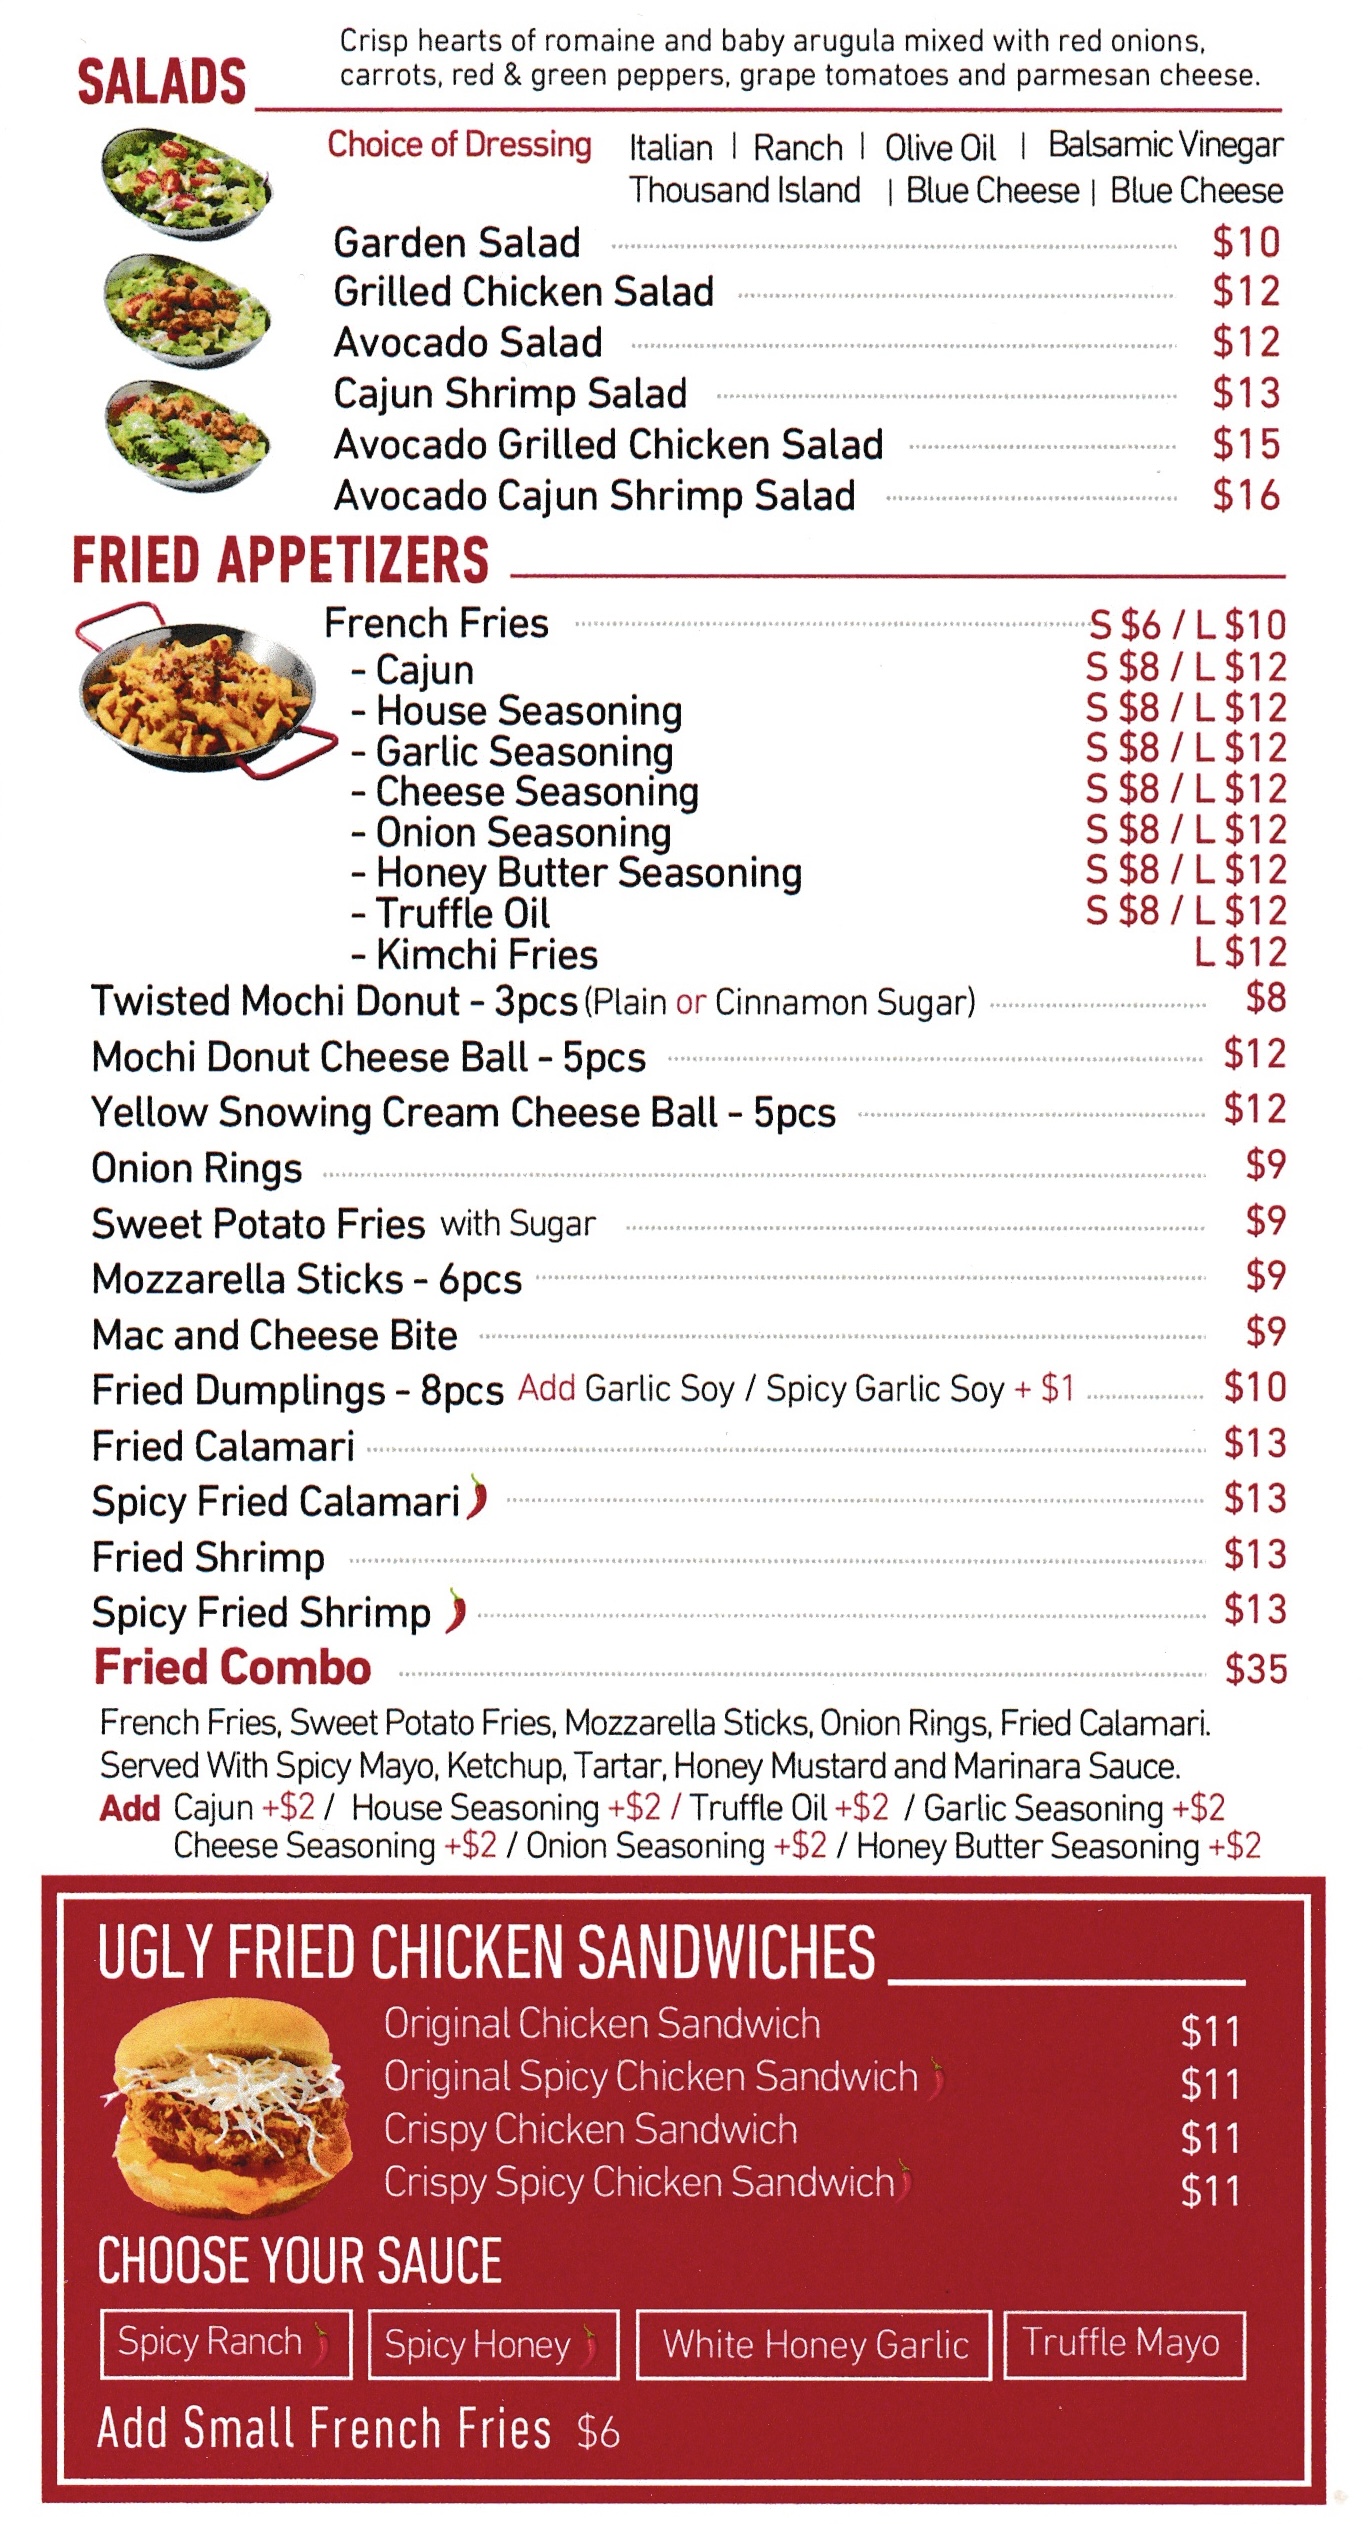 Crisp hearts of romaine and baby arugula mixed with red onions,
carrots, red & green peppers, grape tomatoes and parmesan cheese.
SALADS
Choice of Dressing Italian | Ranch | Olive Oil | Balsamic Vinegar
Thousand Island | Blue Cheese | Blue Cheese
Garden Salad $10
Grilled Chicken Salad $12
Avocado Salad $12
Cajun Shrimp Salad $13
Avocado Grilled Chicken Salad $15
Avocado Cajun Shrimp Salad $16
FRIED APPETIZERS
French Fries S $6 / L $10
- Cajun S $8 / L $12
- House Seasoning S $8 / L $12
- Garlic Seasoning S $8 / L $12
- Cheese Seasoning S $8 / L $12
- Onion Seasoning S $8 / L $12
- Honey Butter Seasoning S $8 / L $12
- Truffle Oil S $8 / L $12
- Kimchi Fries L $12
Twisted Mochi Donut - 3pcs (Plain or Cinnamon Sugar) $8
Mochi Donut Cheese Ball - 5pcs $12
Yellow Snowing Cream Cheese Ball - 5pcs $12
Onion Rings $9
Sweet Potato Fries with Sugar $9
Mozzarella Sticks - 6pcs $9
Mac and Cheese Bite $9
Fried Dumplings - 8pcs Add Garlic Soy / Spicy Garlic Soy + $1 $10
Fried Calamari $13
Spicy Fried Calamari $13
Fried Shrimp $13
Spicy Fried Shrimp $13
Fried Combo $35
French Fries, Sweet Potato Fries, Mozzarella Sticks, Onion Rings, Fried Calamari.
Served With Spicy Mayo, Ketchup, Tartar, Honey Mustard and Marinara Sauce.
Add Cajun +$2 / House Seasoning +$2 / Truffle Oil +$2 / Garlic Seasoning +$2
Cheese Seasoning +$2 / Onion Seasoning +$2 / Honey Butter Seasoning +$2
UGLY FRIED CHICKEN SANDWICHES
Original Chicken Sandwich $11
Original Spicy Chicken Sandwich $11
Crispy Chicken Sandwich $11
Crispy Spicy Chicken Sandwich $11
CHOOSE YOUR SAUCE
Spicy Ranch Spicy Honey White Honey Garlic Truffle Mayo
Add Small French Fries $6